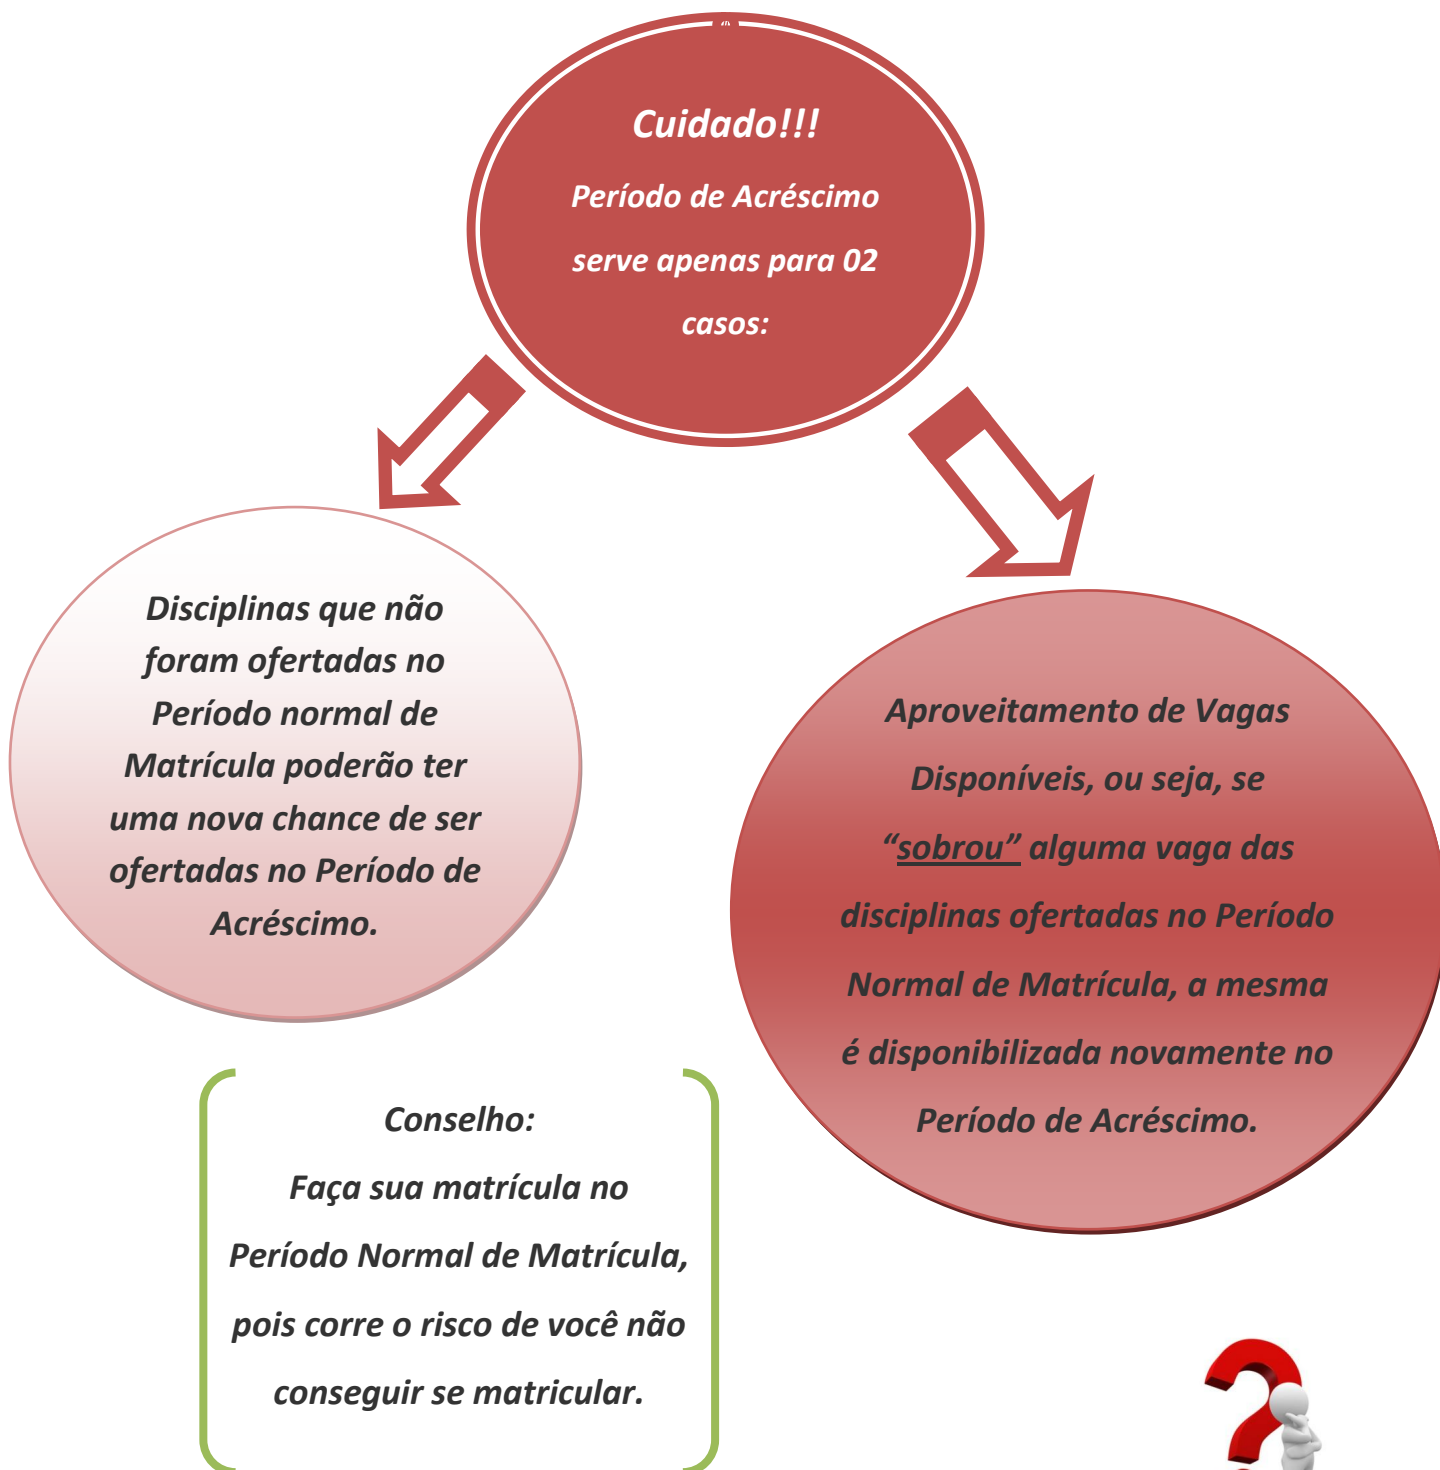 Cuidado!!!
Período de Acréscimo
serve apenas para 02
casos:
Disciplinas que não
foram ofertadas no
Período normal de
Matrícula poderão ter
uma nova chance de ser
ofertadas no Período de
Acréscimo.
Aproveitamento de Vagas
Disponíveis, ou seja, se
“sobrou” alguma vaga das
disciplinas ofertadas no Período
Normal de Matrícula, a mesma
é disponibilizada novamente no
Período de Acréscimo.
Conselho:
Faça sua matrícula no
Período Normal de Matrícula,
pois corre o risco de você não
conseguir se matricular.